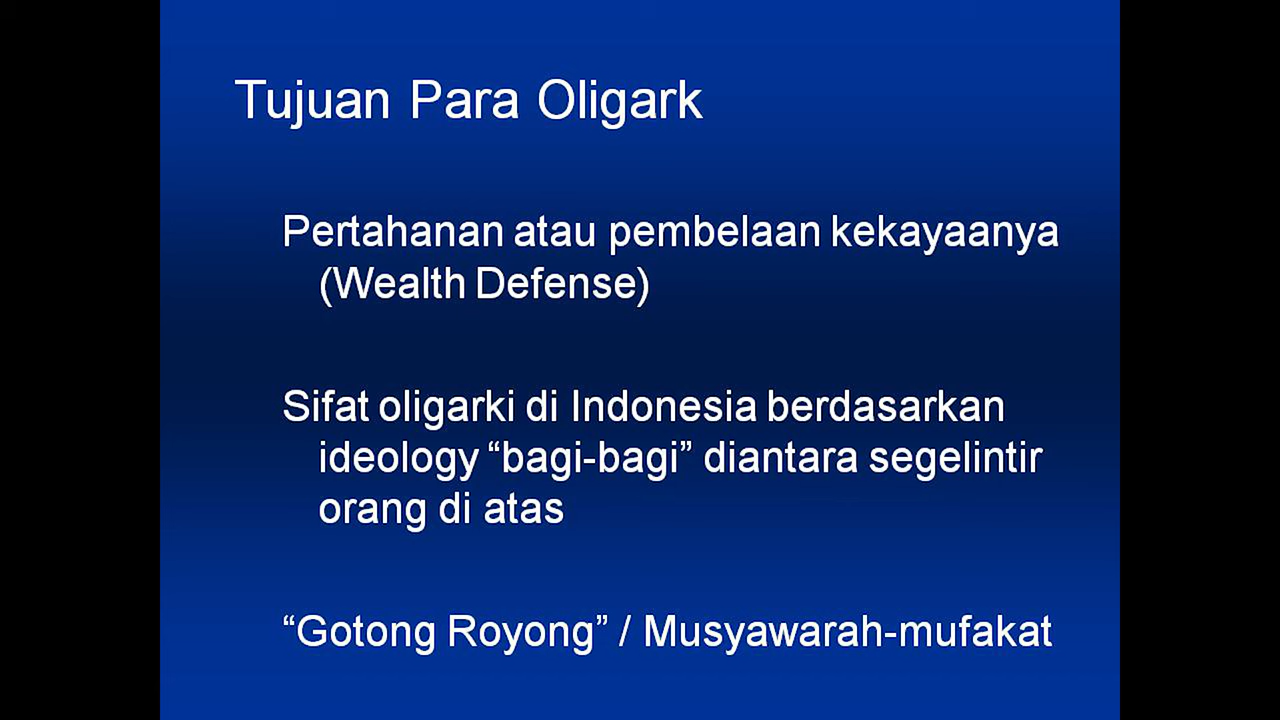 Tujuan Para Oligark
Pertahanan atau pembelaan kekayaanya
(Wealth Defense)
Sifat oligarki di Indonesia berdasarkan
ideology “bagi-bagi” diantara segelintir
orang di atas
“Gotong Royong” / Musyawarah-mufakat